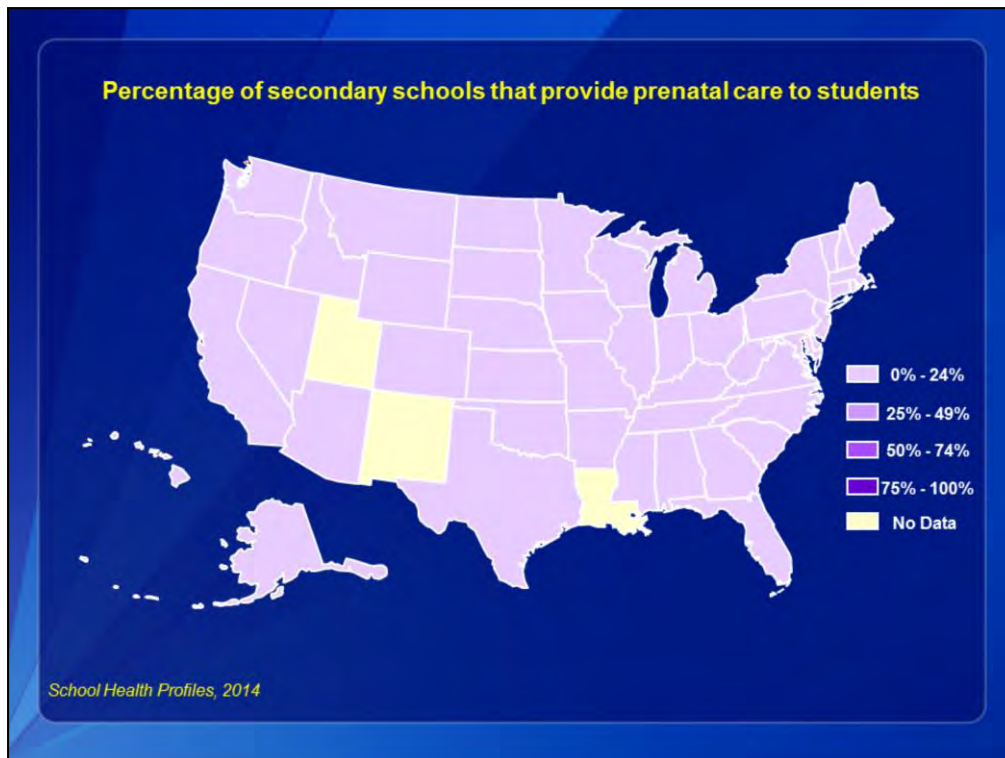 Percentage of secondary schools that provide prenatal care to students
0% - 24%
25% - 49%
50% - 74%
75% - 100%
No Data
School Health Profiles, 2014